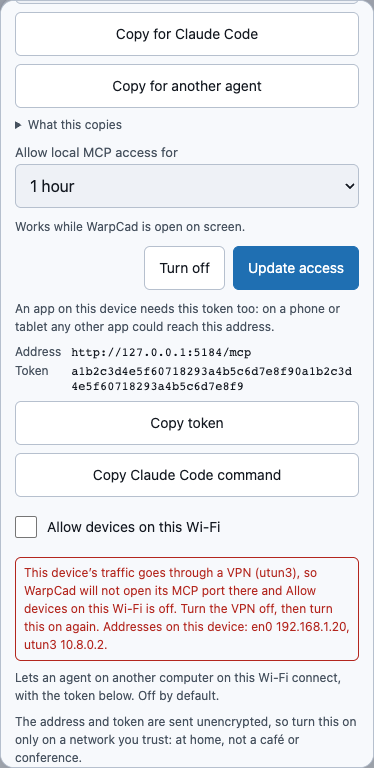 Copy for Claude Code
Copy for another agent
▶ What this copies
Allow local MCP access for
1 hour
Works while WarpCad is open on screen.
Turn off
Update access
An app on this device needs this token too: on a phone or
tablet any other app could reach this address.
Address http://127.0.0.1:5184/mcp
Token a1b2c3d4e5f60718293a4b5c6d7e8f90a1b2c3d
4e5f60718293a4b5c6d7e8f9
Copy token
Copy Claude Code command
Allow devices on this Wi-Fi
This device’s traffic goes through a VPN (utun3), so
WarpCad will not open its MCP port there and Allow
devices on this Wi-Fi is off. Turn the VPN off, then turn
this on again. Addresses on this device: en0 192.168.1.20,
utun3 10.8.0.2.
Lets an agent on another computer on this Wi-Fi connect,
with the token below. Off by default.
The address and token are sent unencrypted, so turn this on
only on a network you trust: at home, not a café or
conference.